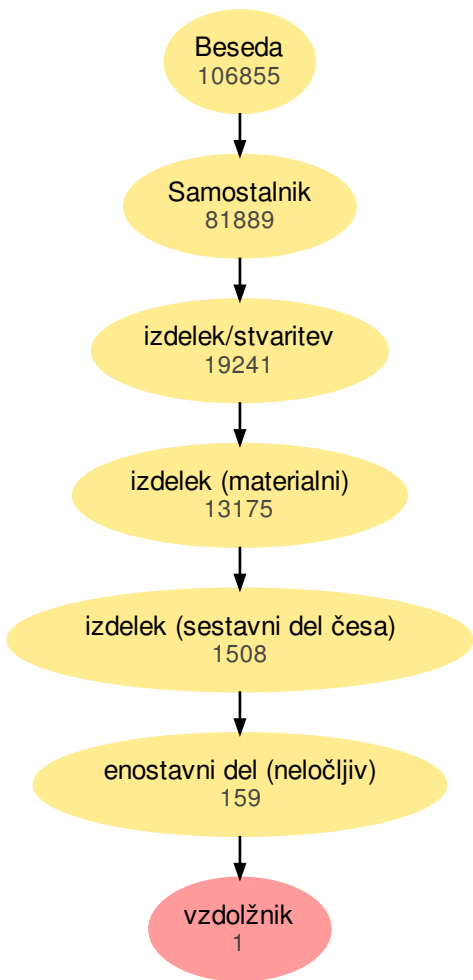 Beseda
106855
Samostalnik
81889
izdelek/stvaritev
19241
izdelek (materialni)
13175
izdelek (sestavni del česa)
1508
enostavni del (neločljiv)
159
vzdolžnik
1